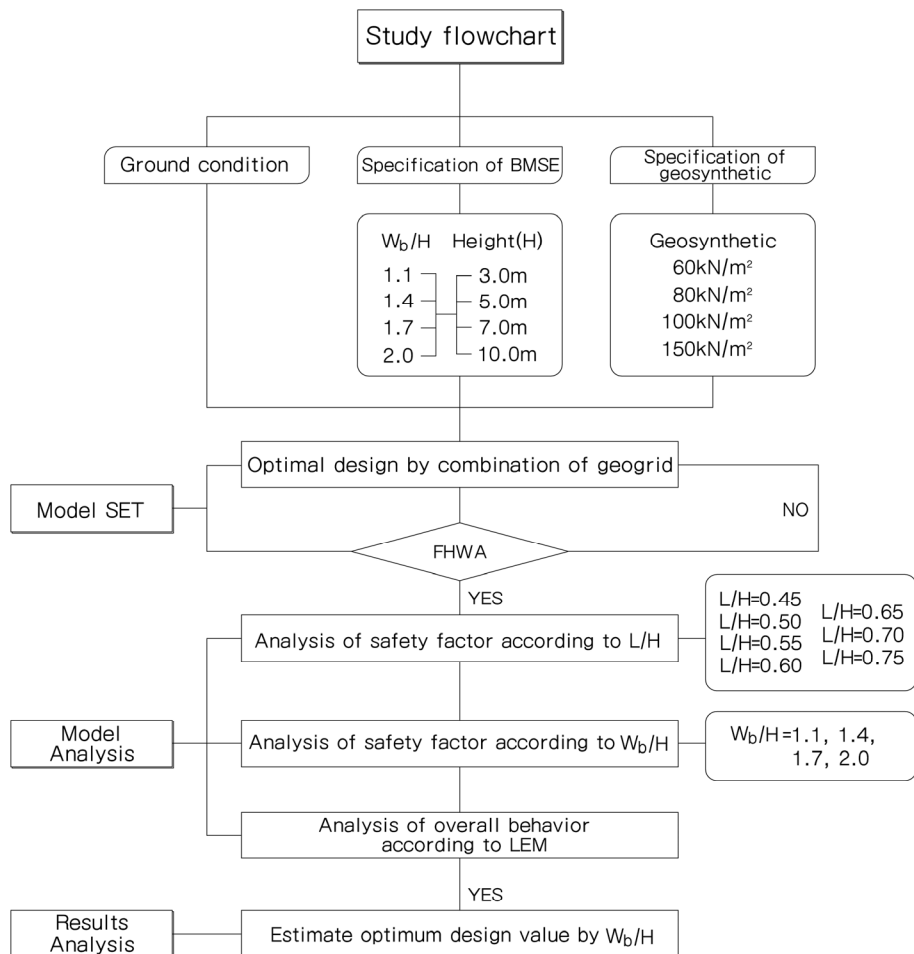 Study flowchart
Ground condition
Specification of BMSE
Specification of
geosynthetic
W_b/H Height(H)
1.1 3.0m
1.4 5.0m
1.7 7.0m
2.0 10.0m
Geosynthetic
60kN/m²
80kN/m²
100kN/m²
150kN/m²
Optimal design by combination of geogrid
Model SET
NO
FHWA
YES
L/H=0.45
L/H=0.50
L/H=0.55
L/H=0.60
L/H=0.65
L/H=0.70
L/H=0.75
Analysis of safety factor according to L/H
Model
Analysis
Analysis of safety factor according to W_b/H
W_b/H=1.1, 1.4,
1.7, 2.0
Analysis of overall behavior
according to LEM
YES
Results
Analysis
Estimate optimum design value by W_b/H